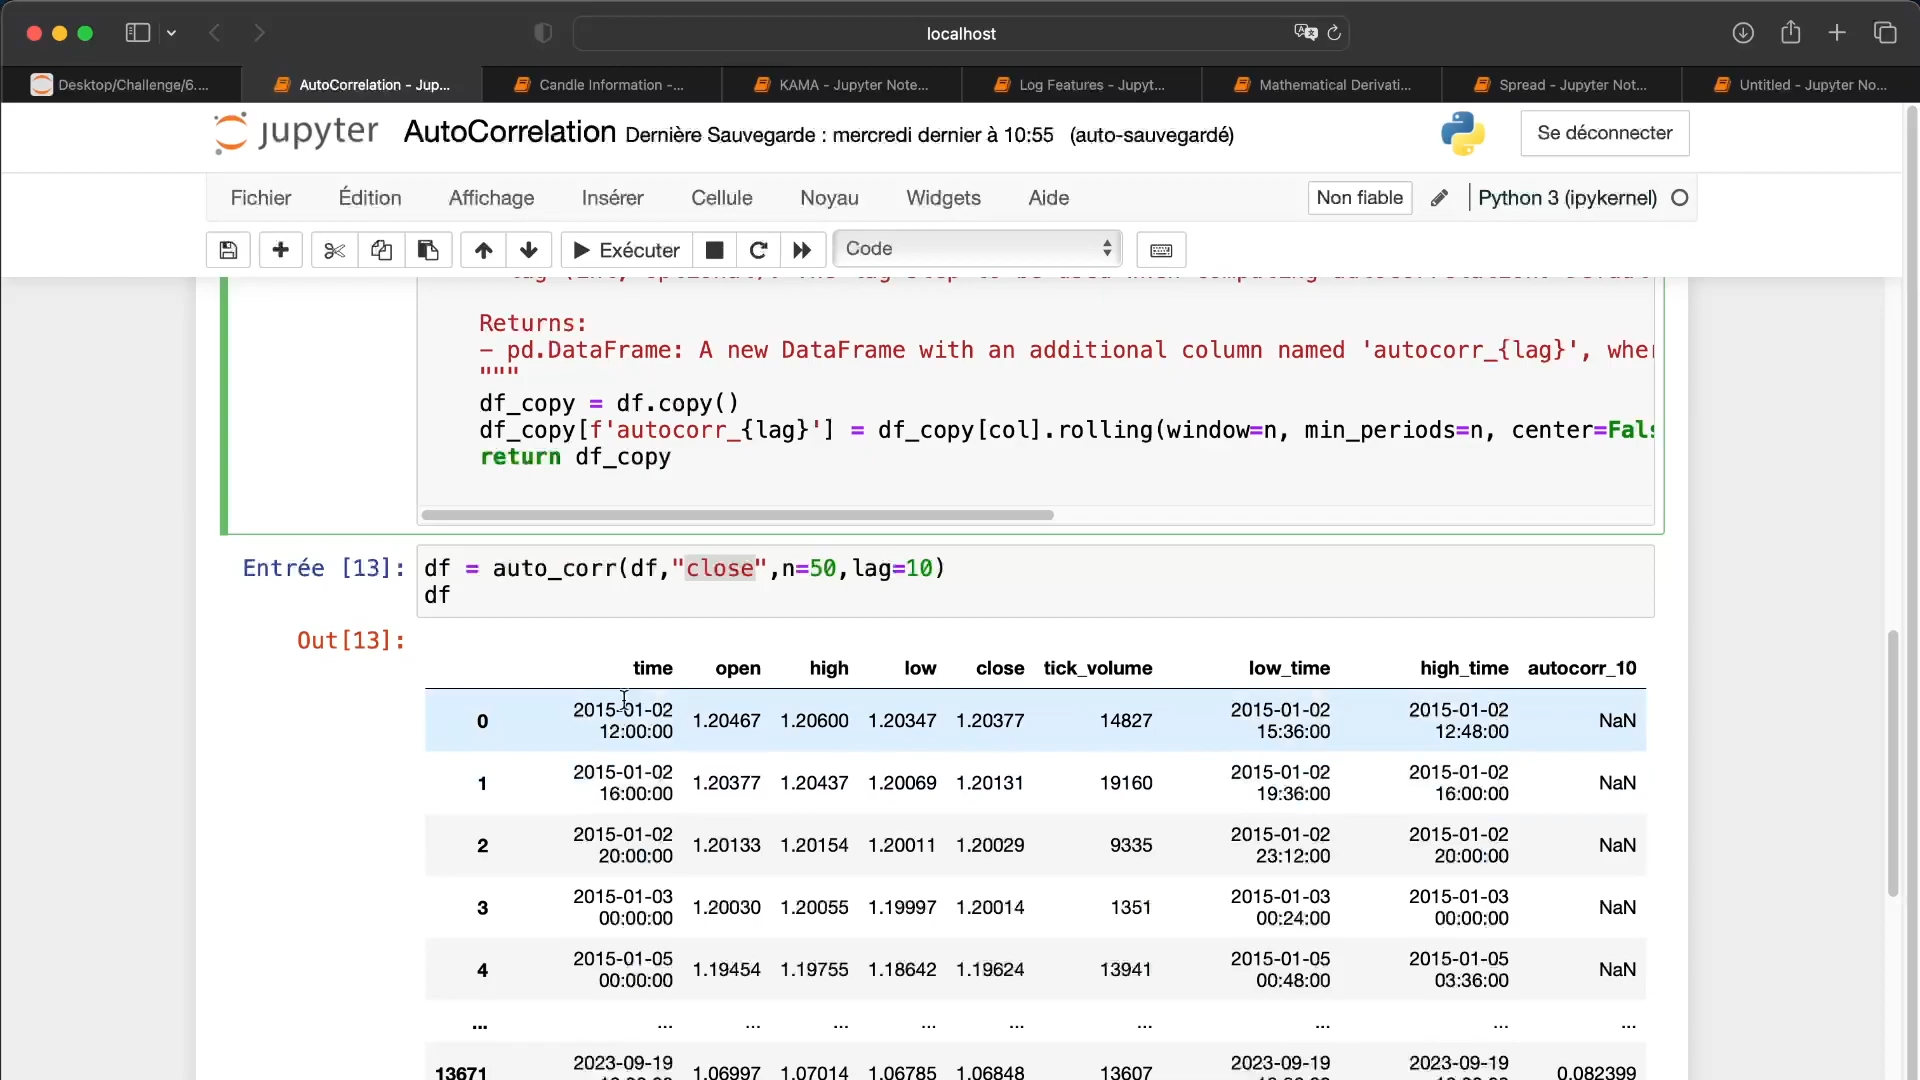 localhost
Desktop/Challenge/6....
AutoCorrelation - Jup...
Candle Information -...
KAMA - Jupyter Note...
Log Features - Jupyt...
Mathematical Derivati...
Spread - Jupyter Not...
Untitled - Jupyter No...
jupyter AutoCorrelation Dernière Sauvegarde : mercredi dernier à 10:55 (auto-sauvegardé)
Se déconnecter
Fichier Édition Affichage Insérer Cellule Noyau Widgets Aide
Non fiable Python 3 (ipykernel)
Exécuter Code
Returns:
- pd.DataFrame: A new DataFrame with an additional column named 'autocorr_{lag}', wher
"""
df_copy = df.copy()
df_copy[f'autocorr_{lag}'] = df_copy[col].rolling(window=n, min_periods=n, center=Fals
return df_copy
Entrée [13]: df = auto_corr(df,"close",n=50,lag=10)
df
Out[13]:
time open high low close tick_volume low_time high_time autocorr_10
0 2015-01-02 12:00:00 1.20467 1.20600 1.20347 1.20377 14827 2015-01-02 15:36:00 2015-01-02 12:48:00 NaN
1 2015-01-02 16:00:00 1.20377 1.20437 1.20069 1.20131 19160 2015-01-02 19:36:00 2015-01-02 16:00:00 NaN
2 2015-01-02 20:00:00 1.20133 1.20154 1.20011 1.20029 9335 2015-01-02 23:12:00 2015-01-02 20:00:00 NaN
3 2015-01-03 00:00:00 1.20030 1.20055 1.19997 1.20014 1351 2015-01-03 00:24:00 2015-01-03 00:00:00 NaN
4 2015-01-05 00:00:00 1.19454 1.19755 1.18642 1.19624 13941 2015-01-05 00:48:00 2015-01-05 03:36:00 NaN
... ... ... ... ... ... ... ... ... ...
13671 2023-09-19 1.06997 1.07014 1.06785 1.06848 13607 2023-09-19 2023-09-19 0.082399